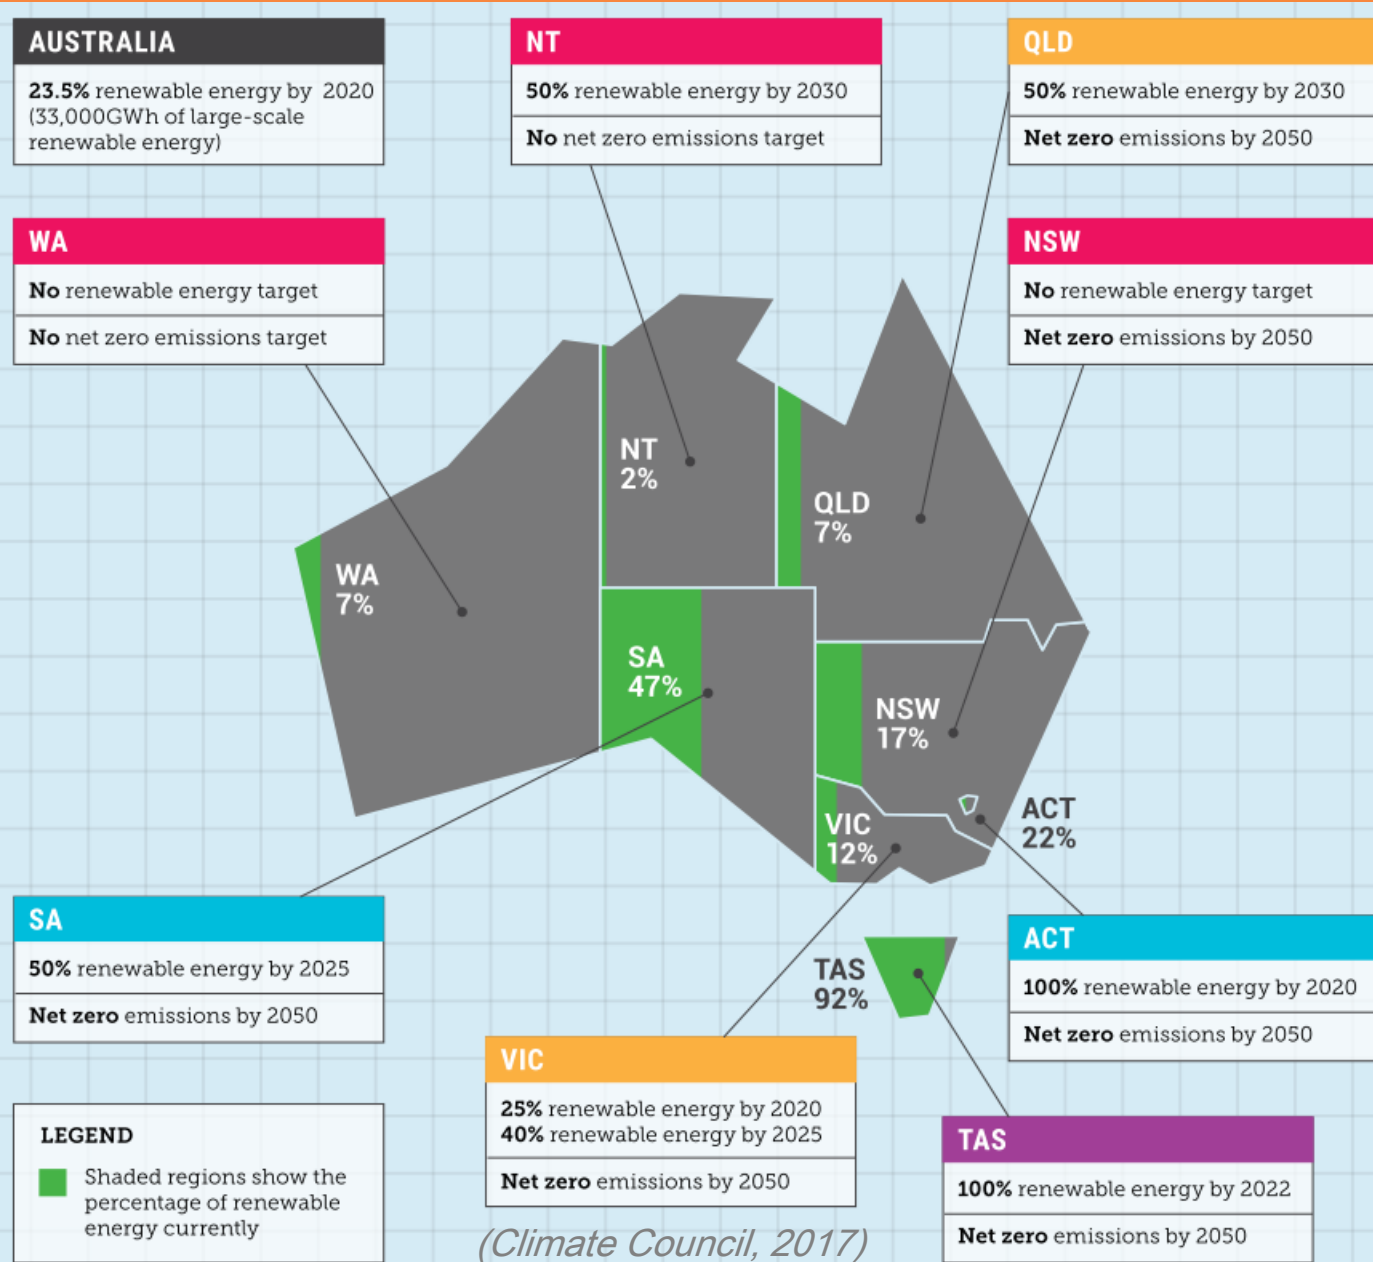 AUSTRALIA
23.5% renewable energy by 2020
(33,000GWh of large-scale
renewable energy)
NT
50% renewable energy by 2030
No net zero emissions target
QLD
50% renewable energy by 2030
Net zero emissions by 2050
WA
No renewable energy target
No net zero emissions target
NSW
No renewable energy target
Net zero emissions by 2050
NT
2%
QLD
7%
WA
7%
SA
47%
NSW
17%
VIC
12%
ACT
22%
TAS
92%
SA
50% renewable energy by 2025
Net zero emissions by 2050
ACT
100% renewable energy by 2020
Net zero emissions by 2050
VIC
25% renewable energy by 2020
40% renewable energy by 2025
Net zero emissions by 2050
TAS
100% renewable energy by 2022
Net zero emissions by 2050
LEGEND
Shaded regions show the
percentage of renewable
energy currently
(Climate Council, 2017)